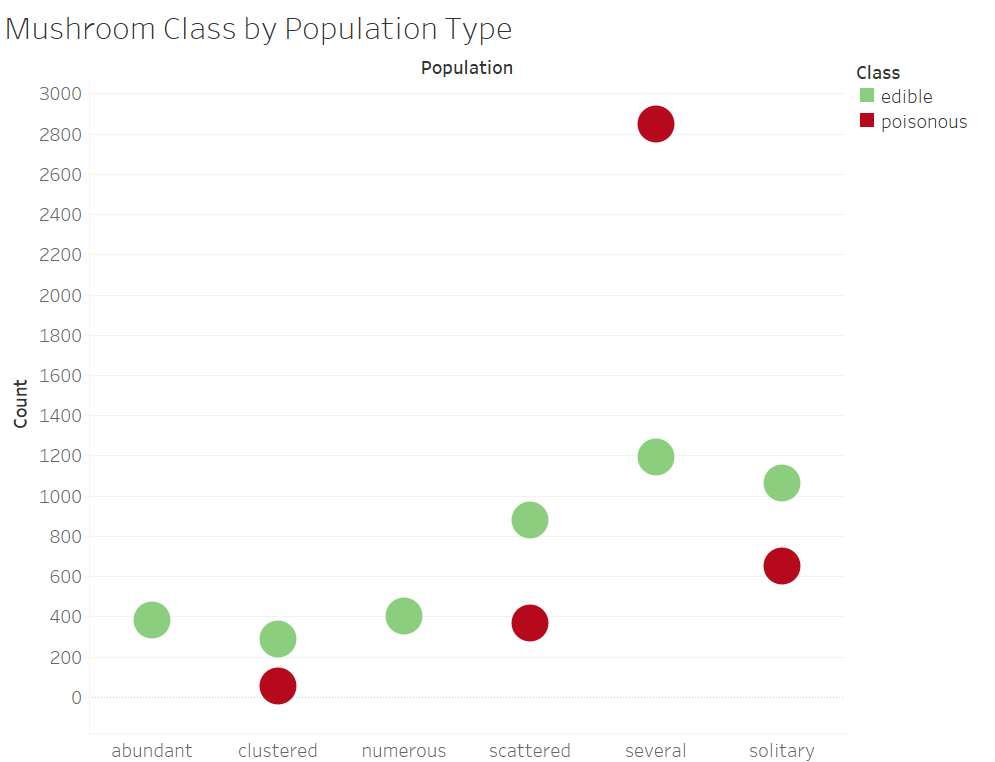 Mushroom Class by Population Type
Population
Class
edible
poisonous
3000
2800
2600
2400
2200
2000
1800
1600
1400
1200
1000
800
600
400
200
0
Count
abundant clustered numerous scattered several solitary